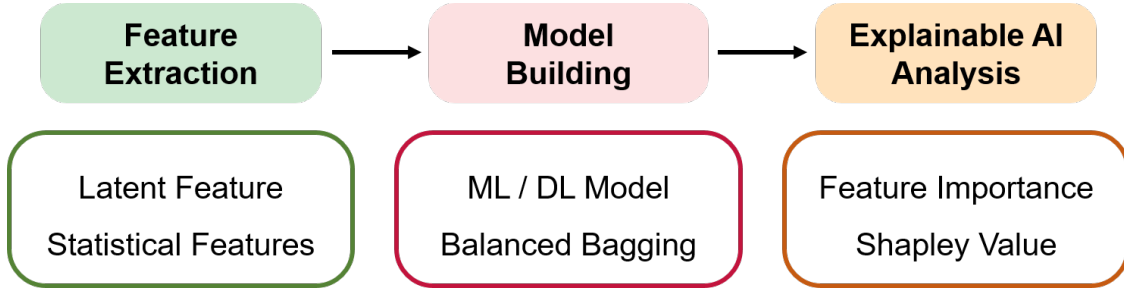 Feature
Extraction
Model
Building
Explainable AI
Analysis
Latent Feature
Statistical Features
ML / DL Model
Balanced Bagging
Feature Importance
Shapley Value